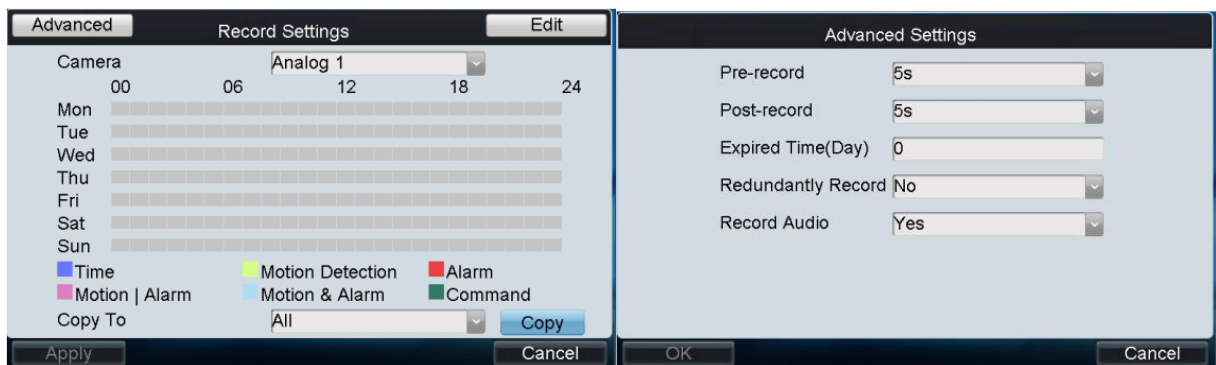 Advanced
Record Settings
Edit
Camera
Analog 1
00 06 12 18 24
Mon
Tue
Wed
Thu
Fri
Sat
Sun
Time
Motion Detection
Alarm
Motion | Alarm
Motion & Alarm
Command
Copy To
All
Copy
Apply
Cancel
Advanced Settings
Pre-record 5s
Post-record 5s
Expired Time(Day) 0
Redundantly Record No
Record Audio Yes
OK
Cancel